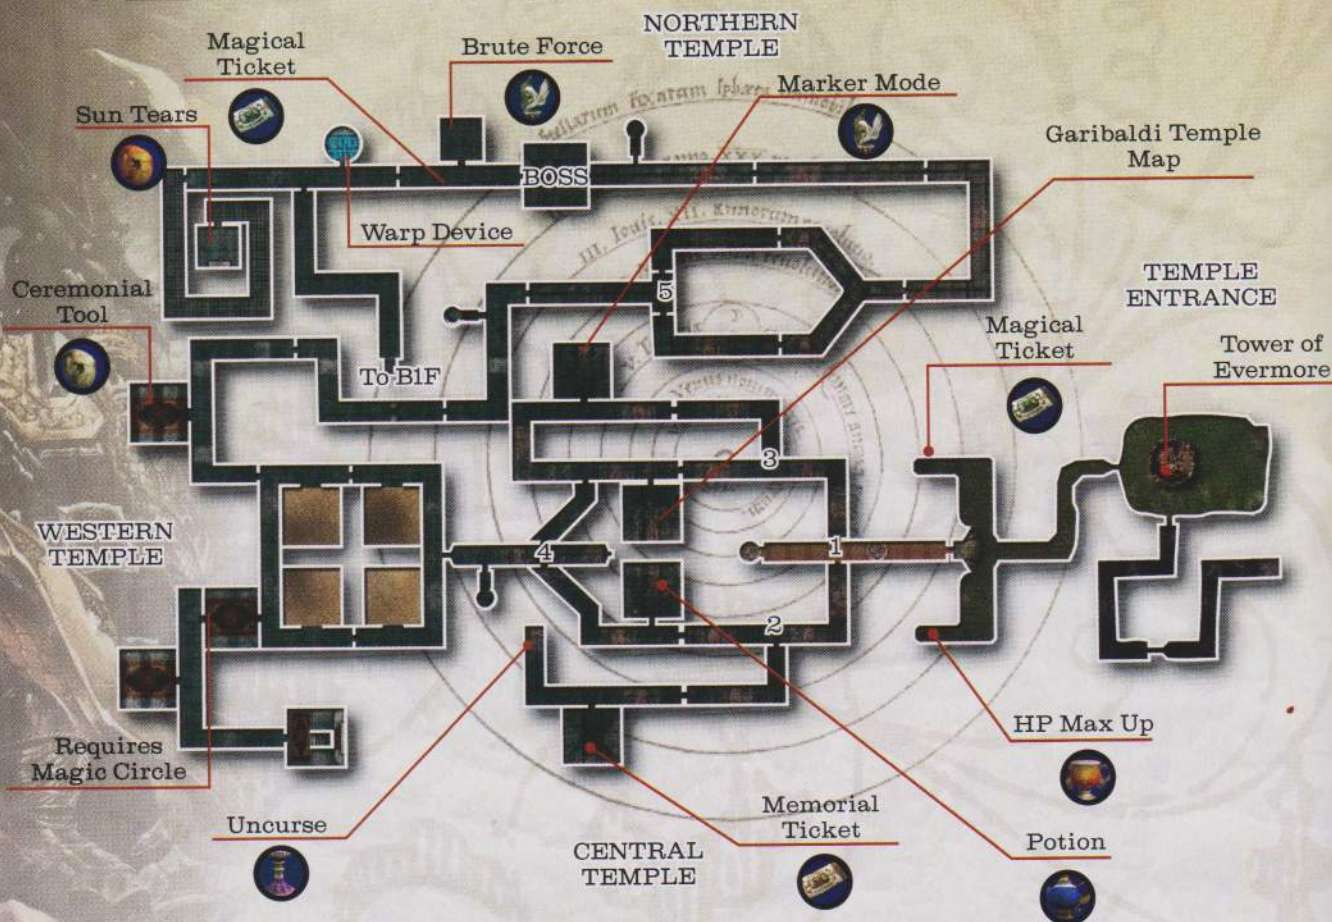 NORTHERN
TEMPLE
Magical
Ticket
Brute Force
Marker Mode
Sun Tears
Garibaldi Temple
Map
BOSS
Warp Device
TEMPLE
ENTRANCE
Ceremonial
Tool
5
Magical
Ticket
Tower of
Evermore
To B1F
3
WESTERN
TEMPLE
4
1
2
Requires
Magic Circle
HP Max Up
Uncurse
Memorial
Ticket
Potion
CENTRAL
TEMPLE